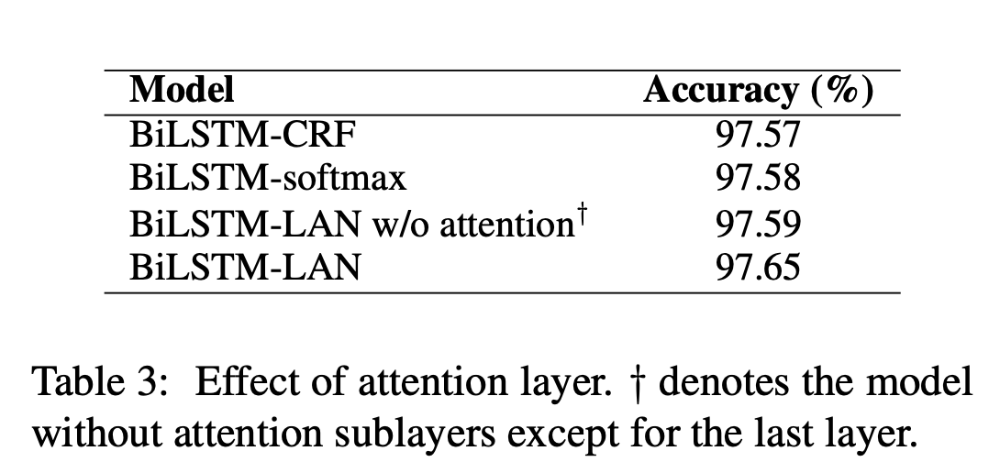 Model Accuracy (%)
BiLSTM-CRF 97.57
BiLSTM-softmax 97.58
BiLSTM-LAN w/o attention† 97.59
BiLSTM-LAN 97.65
Table 3: Effect of attention layer. † denotes the model
without attention sublayers except for the last layer.